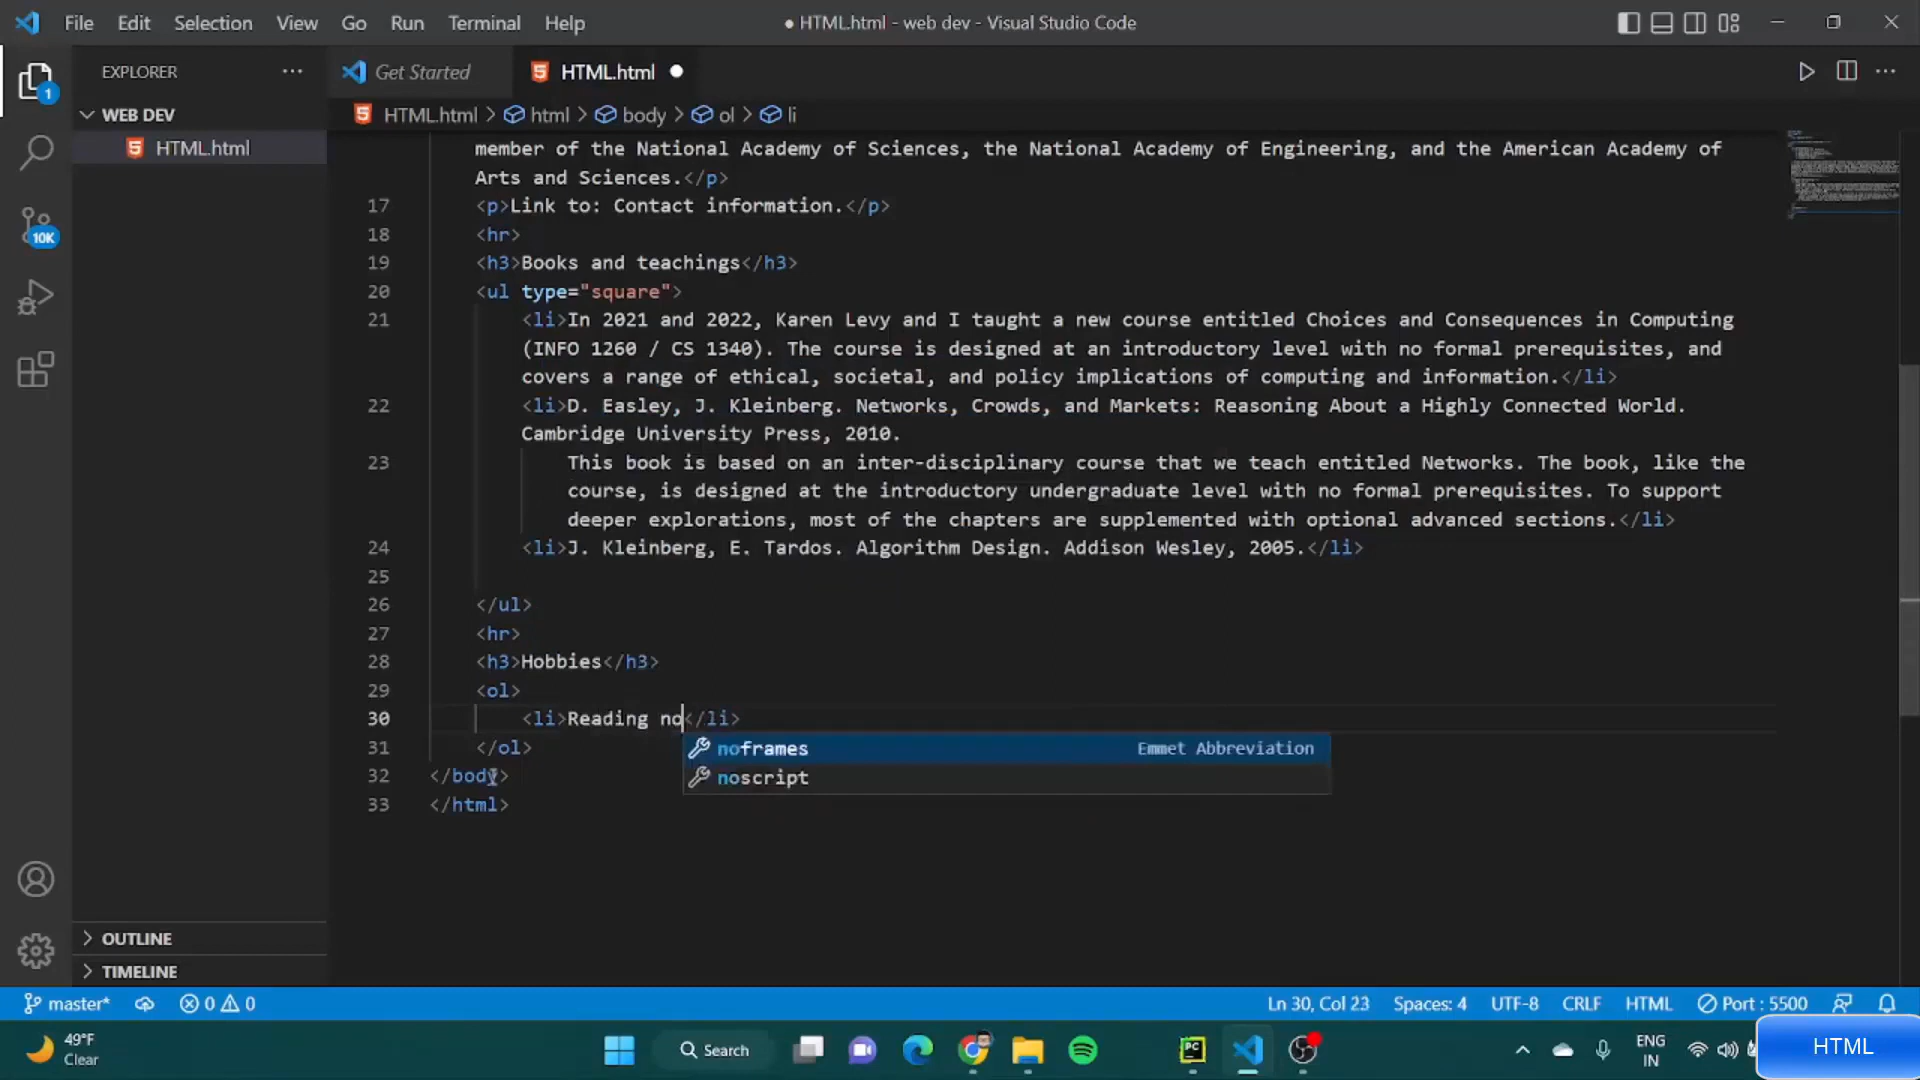 File Edit Selection View Go Run Terminal Help
● HTML.html - web dev - Visual Studio Code
EXPLORER
Get Started
HTML.html
WEB DEV
HTML.html > html > body > ol > li
HTML.html
member of the National Academy of Sciences, the National Academy of Engineering, and the American Academy of
Arts and Sciences.</p>
17 <p>Link to: Contact information.</p>
18 <hr>
19 <h3>Books and teachings</h3>
20 <ul type="square">
21 <li>In 2021 and 2022, Karen Levy and I taught a new course entitled Choices and Consequences in Computing
(INFO 1260 / CS 1340). The course is designed at an introductory level with no formal prerequisites, and
covers a range of ethical, societal, and policy implications of computing and information.</li>
22 <li>D. Easley, J. Kleinberg. Networks, Crowds, and Markets: Reasoning About a Highly Connected World.
Cambridge University Press, 2010.
23 This book is based on an inter-disciplinary course that we teach entitled Networks. The book, like the
course, is designed at the introductory undergraduate level with no formal prerequisites. To support
deeper explorations, most of the chapters are supplemented with optional advanced sections.</li>
24 <li>J. Kleinberg, E. Tardos. Algorithm Design. Addison Wesley, 2005.</li>
25
26 </ul>
27 <hr>
28 <h3>Hobbies</h3>
29 <ol>
30 <li>Reading no</li>
31 </ol>
noframes Emmet Abbreviation
32 </body>
noscript
33 </html>
1
10K
OUTLINE
TIMELINE
master* 0 0 Ln 30, Col 23 Spaces: 4 UTF-8 CRLF HTML Port : 5500
49°F
Clear
Search
PC
ENG
IN
HTML